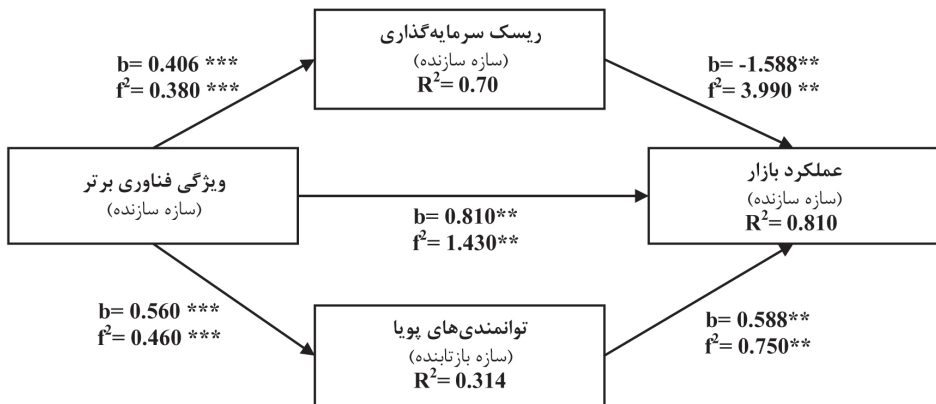 ریسک سرمایه‌گذاری
(سازه سازنده)
R²= 0.70
b= 0.406 ***
f²= 0.380 ***
b= -1.588**
f²= 3.990 **
ویژگی فناوری برتر
(سازه سازنده)
b= 0.810**
f²= 1.430**
عملکرد بازار
(سازه سازنده)
R²= 0.810
b= 0.560 ***
f²= 0.460 ***
توانمندی‌های پویا
(سازه بازتابنده)
R²= 0.314
b= 0.588**
f²= 0.750**